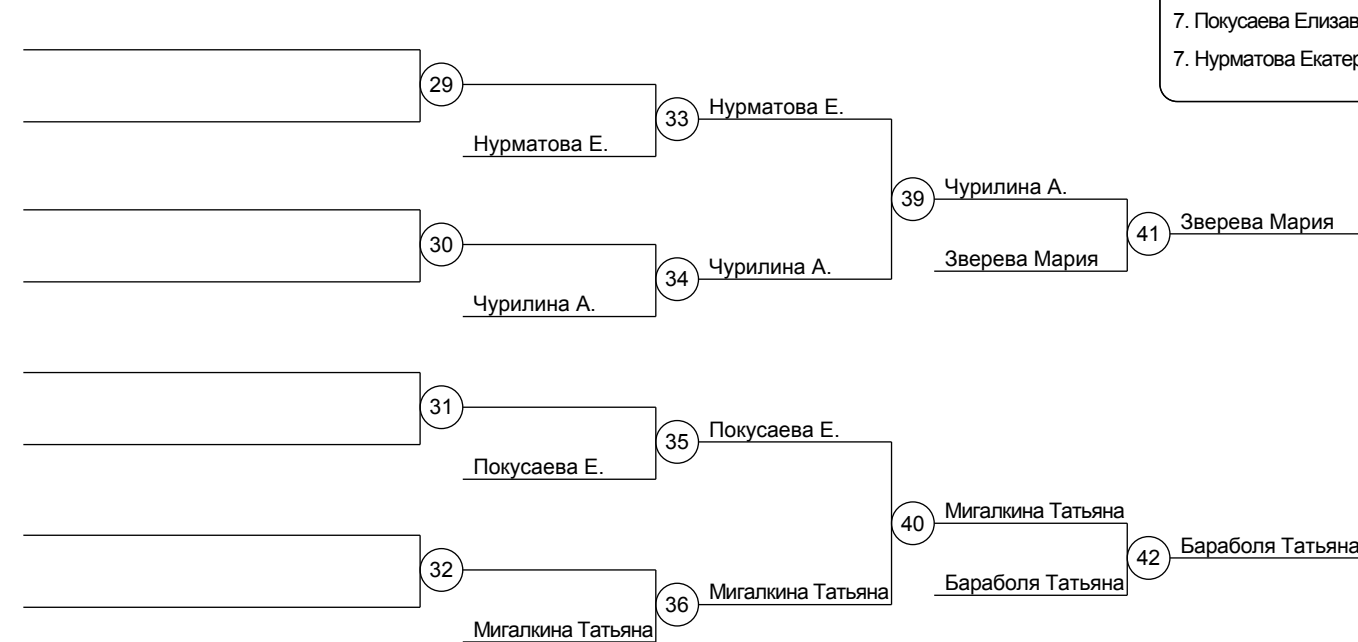 7. Покусаева Елизав
7. Нурматова Екатер
29
33
Нурматова Е.
Нурматова Е.
39
Чурилина А.
41
Зверева Мария
30
34
Чурилина А.
Зверева Мария
Чурилина А.
31
35
Покусаева Е.
Покусаева Е.
40
Мигалкина Татьяна
42
Бараболя Татьяна
32
36
Мигалкина Татьяна
Бараболя Татьяна
Мигалкина Татьяна